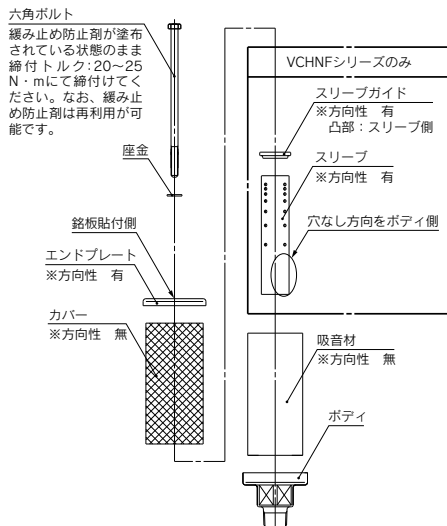 六角ボルト
緩み止め防止剤が塗布
されている状態のまま
締付トルク:20～25
N・mにて締付けてく
ださい。なお、緩み止
め防止剤は再利用が可
能です。
座金
銘板貼付側
エンドプレート
※方向性　有
カバー
※方向性　無
VCHNFシリーズのみ
スリーブガイド
※方向性　有
凸部：スリーブ側
スリーブ
※方向性　有
穴なし方向をボディ側
吸音材
※方向性　無
ボディ